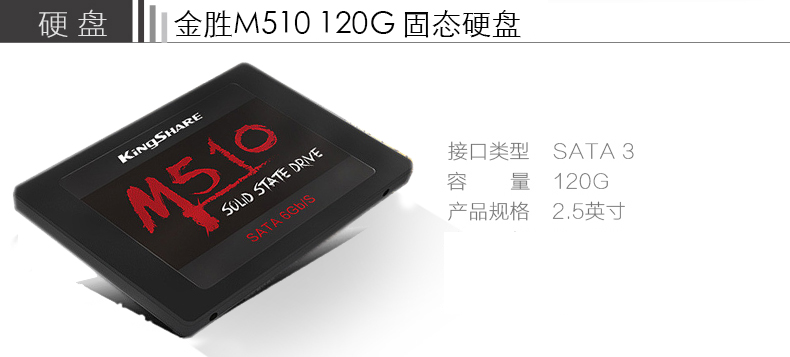 硬盘
金胜M510 120G 固态硬盘
KingSHARE
M510
SOLID STATE DRIVE
SATA 6Gb/S
接口类型 SATA 3
容量 120G
产品规格 2.5英寸